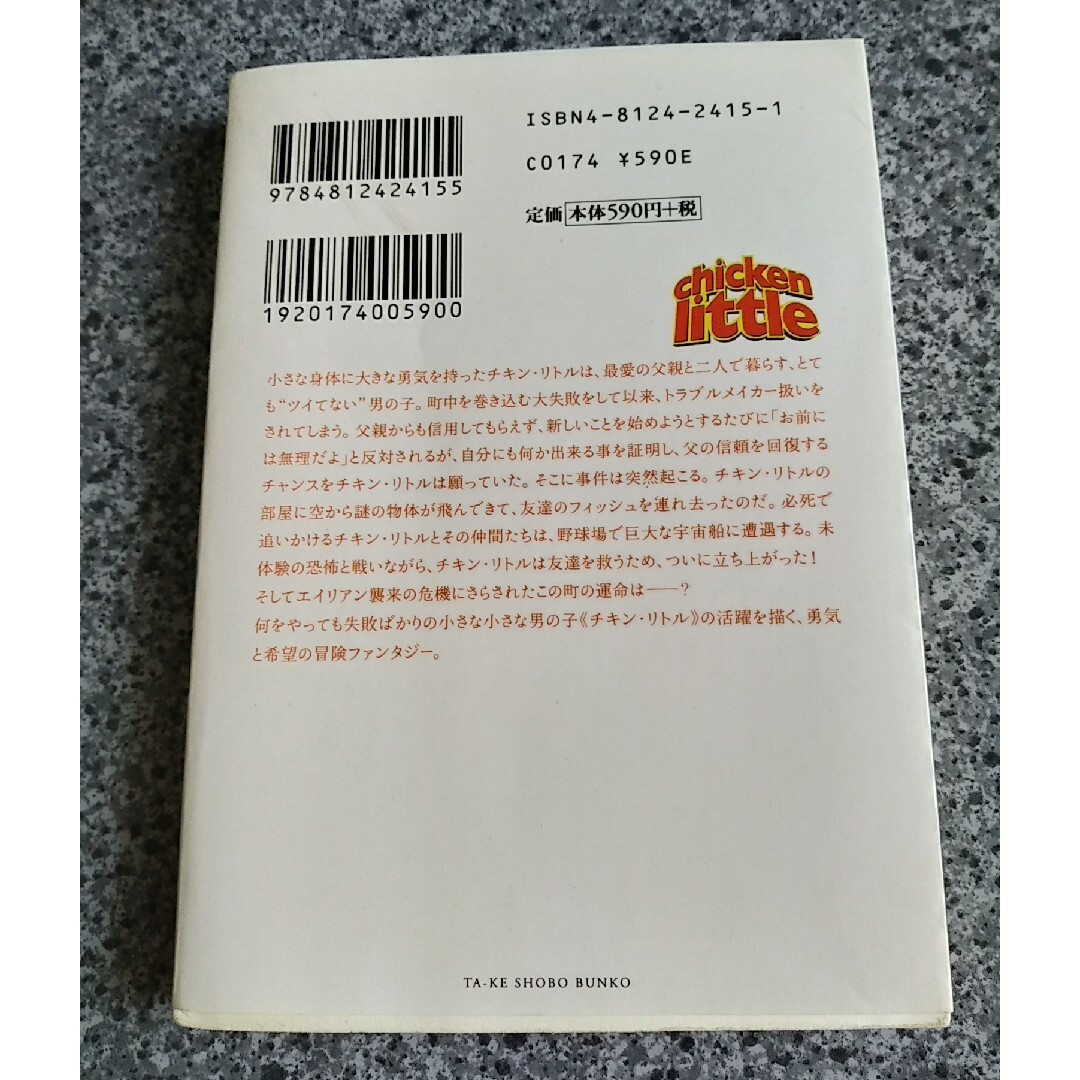 ISBN4-8124-2415-1
C0174 ¥590E
9784812424155
定価 本体590円+税
1920174005900
chicken
little
小さな身体に大きな勇気を持ったチキン・リトルは、最愛の父親と二人で暮らす、とて
も“ツイてない”男の子。町中を巻き込む大失敗をして以来、トラブルメイカー扱いを
されてしまう。父親からも信用してもらえず、新しいことを始めようとするたびに「お前に
は無理だよ」と反対されるが、自分にも何か出来る事を証明し、父の信頼を回復する
チャンスをチキン・リトルは願っていた。そこに事件は突然起こる。チキン・リトルの
部屋に空から謎の物体が飛んできて、友達のフィッシュを連れ去ったのだ。必死で
追いかけるチキン・リトルとその仲間たちは、野球場で巨大な宇宙船に遭遇する。未
体験の恐怖と戦いながら、チキン・リトルは友達を救うため、ついに立ち上がった!
そしてエイリアン襲来の危機にさらされたこの町の運命は――?
何をやっても失敗ばかりの小さな小さな男の子《チキン・リトル》の活躍を描く、勇気
と希望の冒険ファンタジー。
TA-KE SHOBO BUNKO